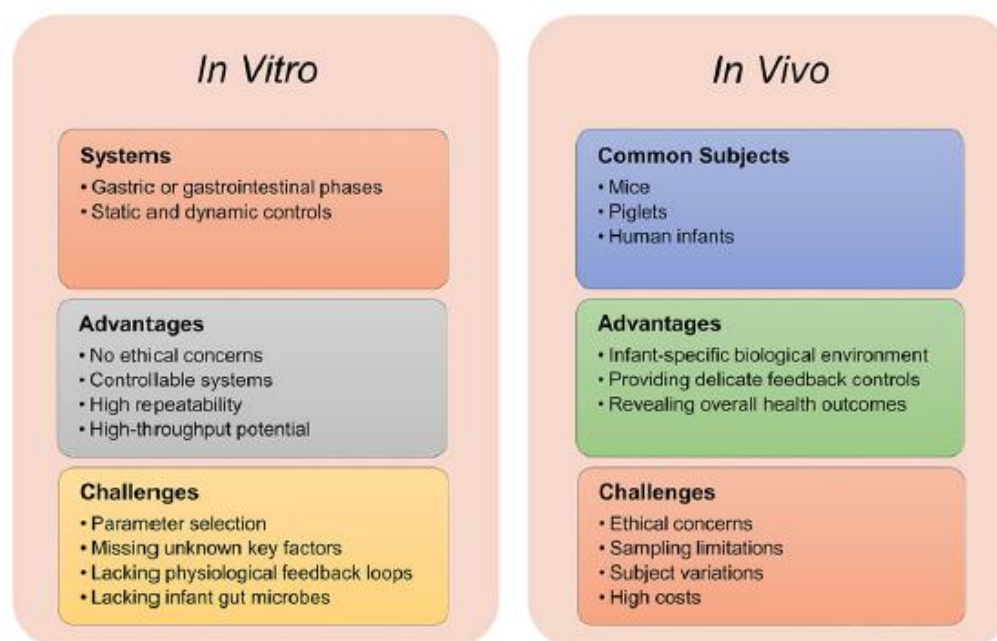 In Vitro
Systems
• Gastric or gastrointestinal phases
• Static and dynamic controls
Advantages
• No ethical concerns
• Controllable systems
• High repeatability
• High-throughput potential
Challenges
• Parameter selection
• Missing unknown key factors
• Lacking physiological feedback loops
• Lacking infant gut microbes
In Vivo
Common Subjects
• Mice
• Piglets
• Human infants
Advantages
• Infant-specific biological environment
• Providing delicate feedback controls
• Revealing overall health outcomes
Challenges
• Ethical concerns
• Sampling limitations
• Subject variations
• High costs